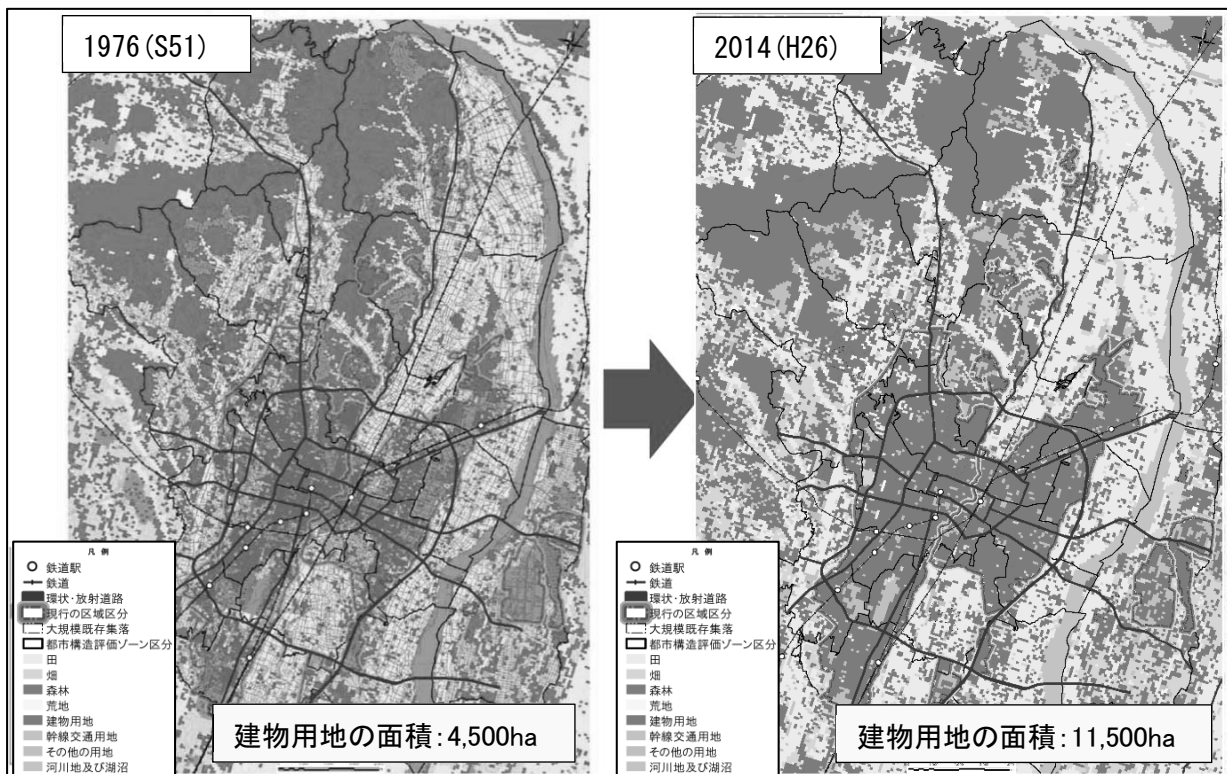 1976(S51)
2014(H26)
凡 例
鉄道駅
鉄道
環状・放射道路
現行の区域区分
大規模既存集落
都市構造評価ゾーン区分
田
畑
森林
荒地
建物用地
幹線交通用地
その他の用地
河川地及び湖沼
建物用地の面積:4,500ha
凡 例
鉄道駅
鉄道
環状・放射道路
現行の区域区分
大規模既存集落
都市構造評価ゾーン区分
田
畑
森林
荒地
建物用地
幹線交通用地
その他の用地
河川地及び湖沼
建物用地の面積:11,500ha